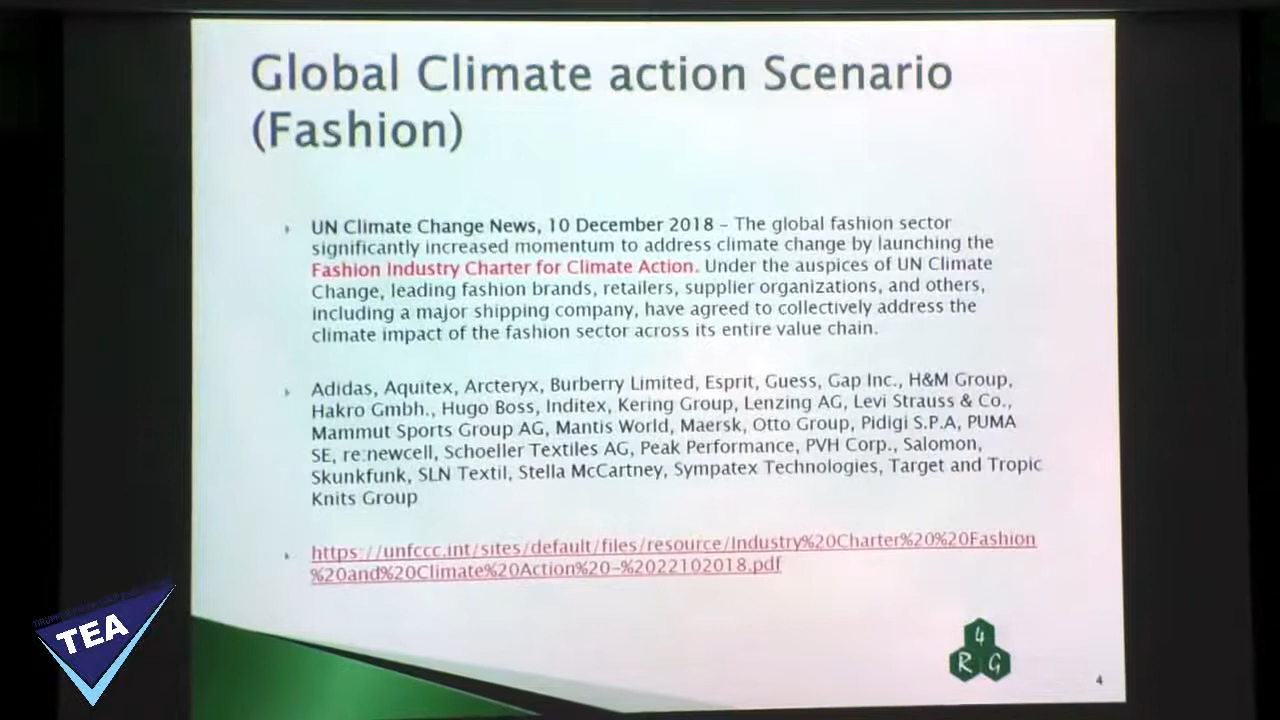 Global Climate action Scenario
(Fashion)
UN Climate Change News, 10 December 2018 – The global fashion sector
significantly increased momentum to address climate change by launching the
Fashion Industry Charter for Climate Action. Under the auspices of UN Climate
Change, leading fashion brands, retailers, supplier organizations, and others,
including a major shipping company, have agreed to collectively address the
climate impact of the fashion sector across its entire value chain.
Adidas, Aquitex, Arcteryx, Burberry Limited, Esprit, Guess, Gap Inc., H&M Group,
Hakro Gmbh., Hugo Boss, Inditex, Kering Group, Lenzing AG, Levi Strauss & Co.,
Mammut Sports Group AG, Mantis World, Maersk, Otto Group, Pidigi S.P.A, PUMA
SE, re:newcell, Schoeller Textiles AG, Peak Performance, PVH Corp., Salomon,
Skunkfunk, SLN Textil, Stella McCartney, Sympatex Technologies, Target and Tropic
Knits Group
https://unfccc.int/sites/default/files/resource/Industry%20Charter%20%20Fashion
%20and%20Climate%20Action%20-%2022102018.pdf
4
R G
4
TEA